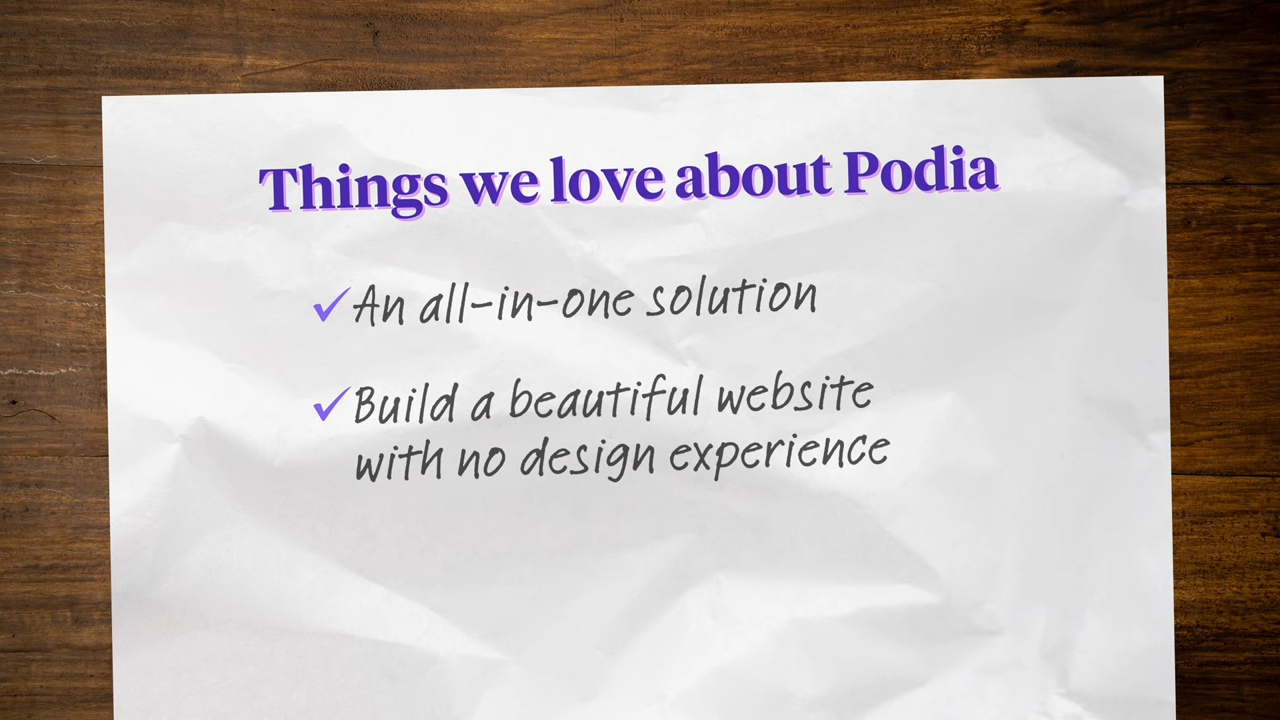 Things we love about Podia
✓ An all-in-one solution
✓ Build a beautiful website
with no design experience